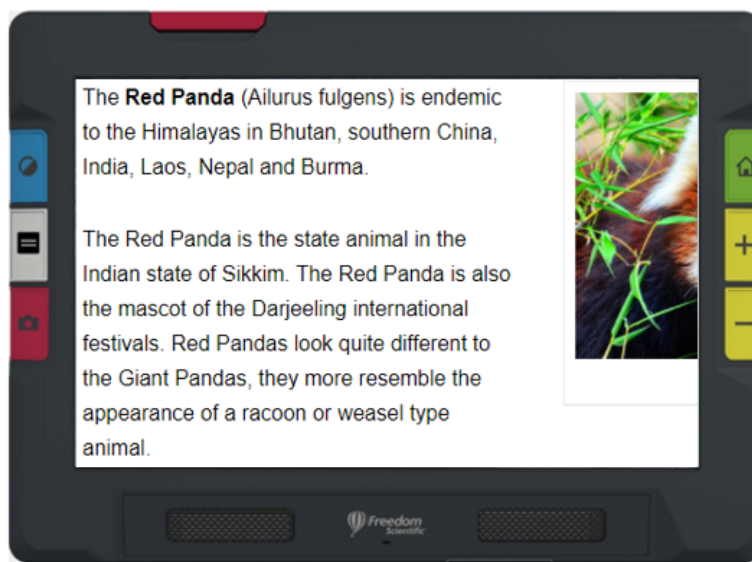 The Red Panda (Ailurus fulgens) is endemic
to the Himalayas in Bhutan, southern China,
India, Laos, Nepal and Burma.
The Red Panda is the state animal in the
Indian state of Sikkim. The Red Panda is also
the mascot of the Darjeeling international
festivals. Red Pandas look quite different to
the Giant Pandas, they more resemble the
appearance of a racoon or weasel type
animal.
Freedom
Scientific